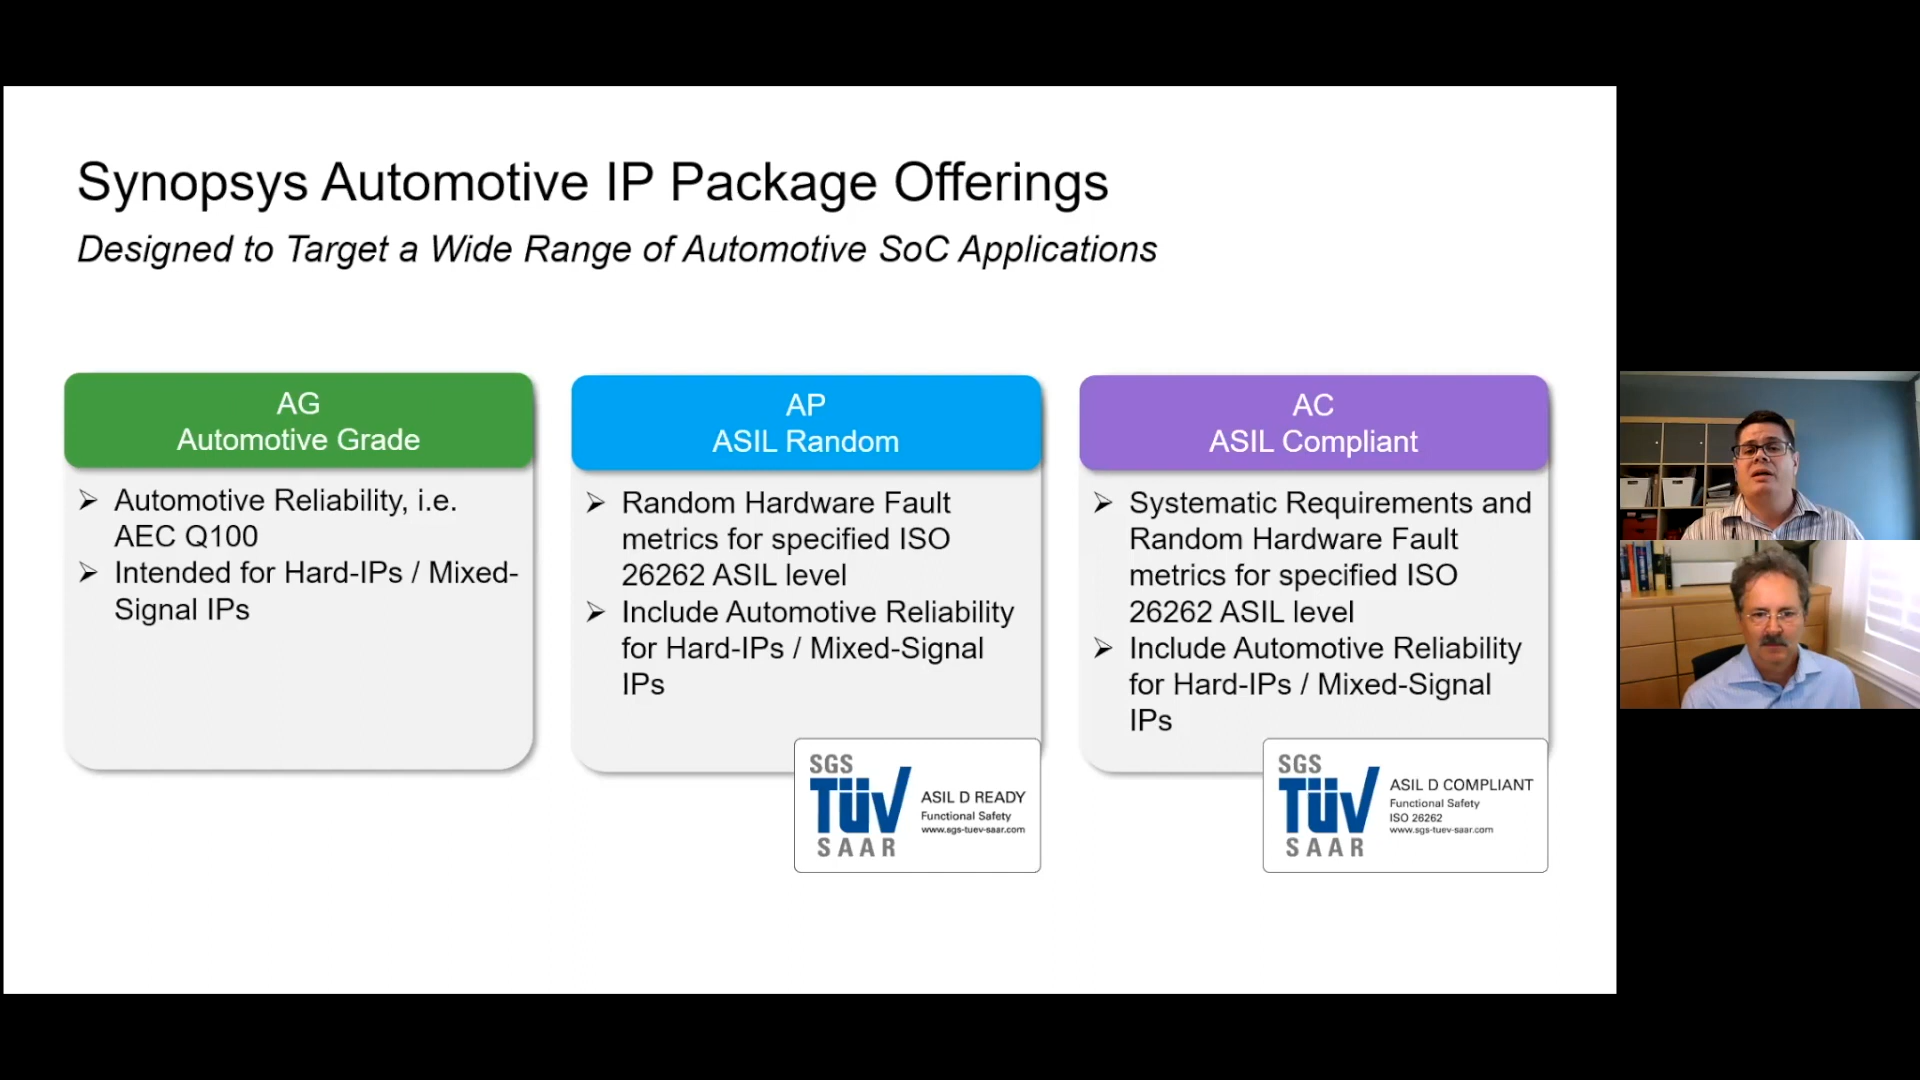 Synopsys Automotive IP Package Offerings
Designed to Target a Wide Range of Automotive SoC Applications
AG
Automotive Grade
➢ Automotive Reliability, i.e.
AEC Q100
➢ Intended for Hard-IPs / Mixed-
Signal IPs
AP
ASIL Random
➢ Random Hardware Fault
metrics for specified ISO
26262 ASIL level
➢ Include Automotive Reliability
for Hard-IPs / Mixed-Signal
IPs
SGS
TÜV
SAAR
ASIL D READY
Functional Safety
www.sgs-tuev-saar.com
AC
ASIL Compliant
➢ Systematic Requirements and
Random Hardware Fault
metrics for specified ISO
26262 ASIL level
➢ Include Automotive Reliability
for Hard-IPs / Mixed-Signal
IPs
SGS
TÜV
SAAR
ASIL D COMPLIANT
Functional Safety
ISO 26262
www.sgs-tuev-saar.com